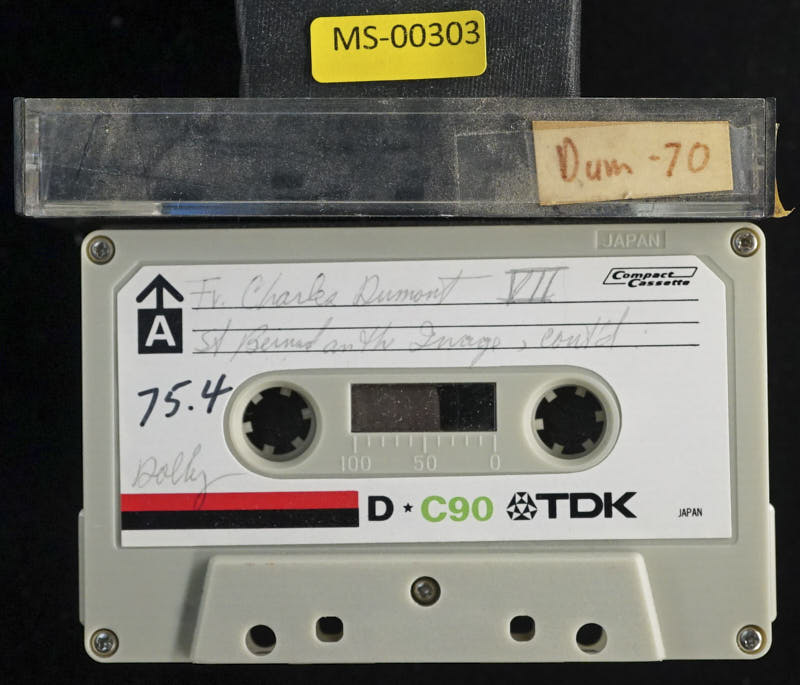 MS-00303
Dum-70
JAPAN
Fr. Charles Dumont VII
Compact Cassette
A
St Bernard on the Image, cont'd.
75.4
100 50 0
Dolby
D ★ C90 TDK
JAPAN